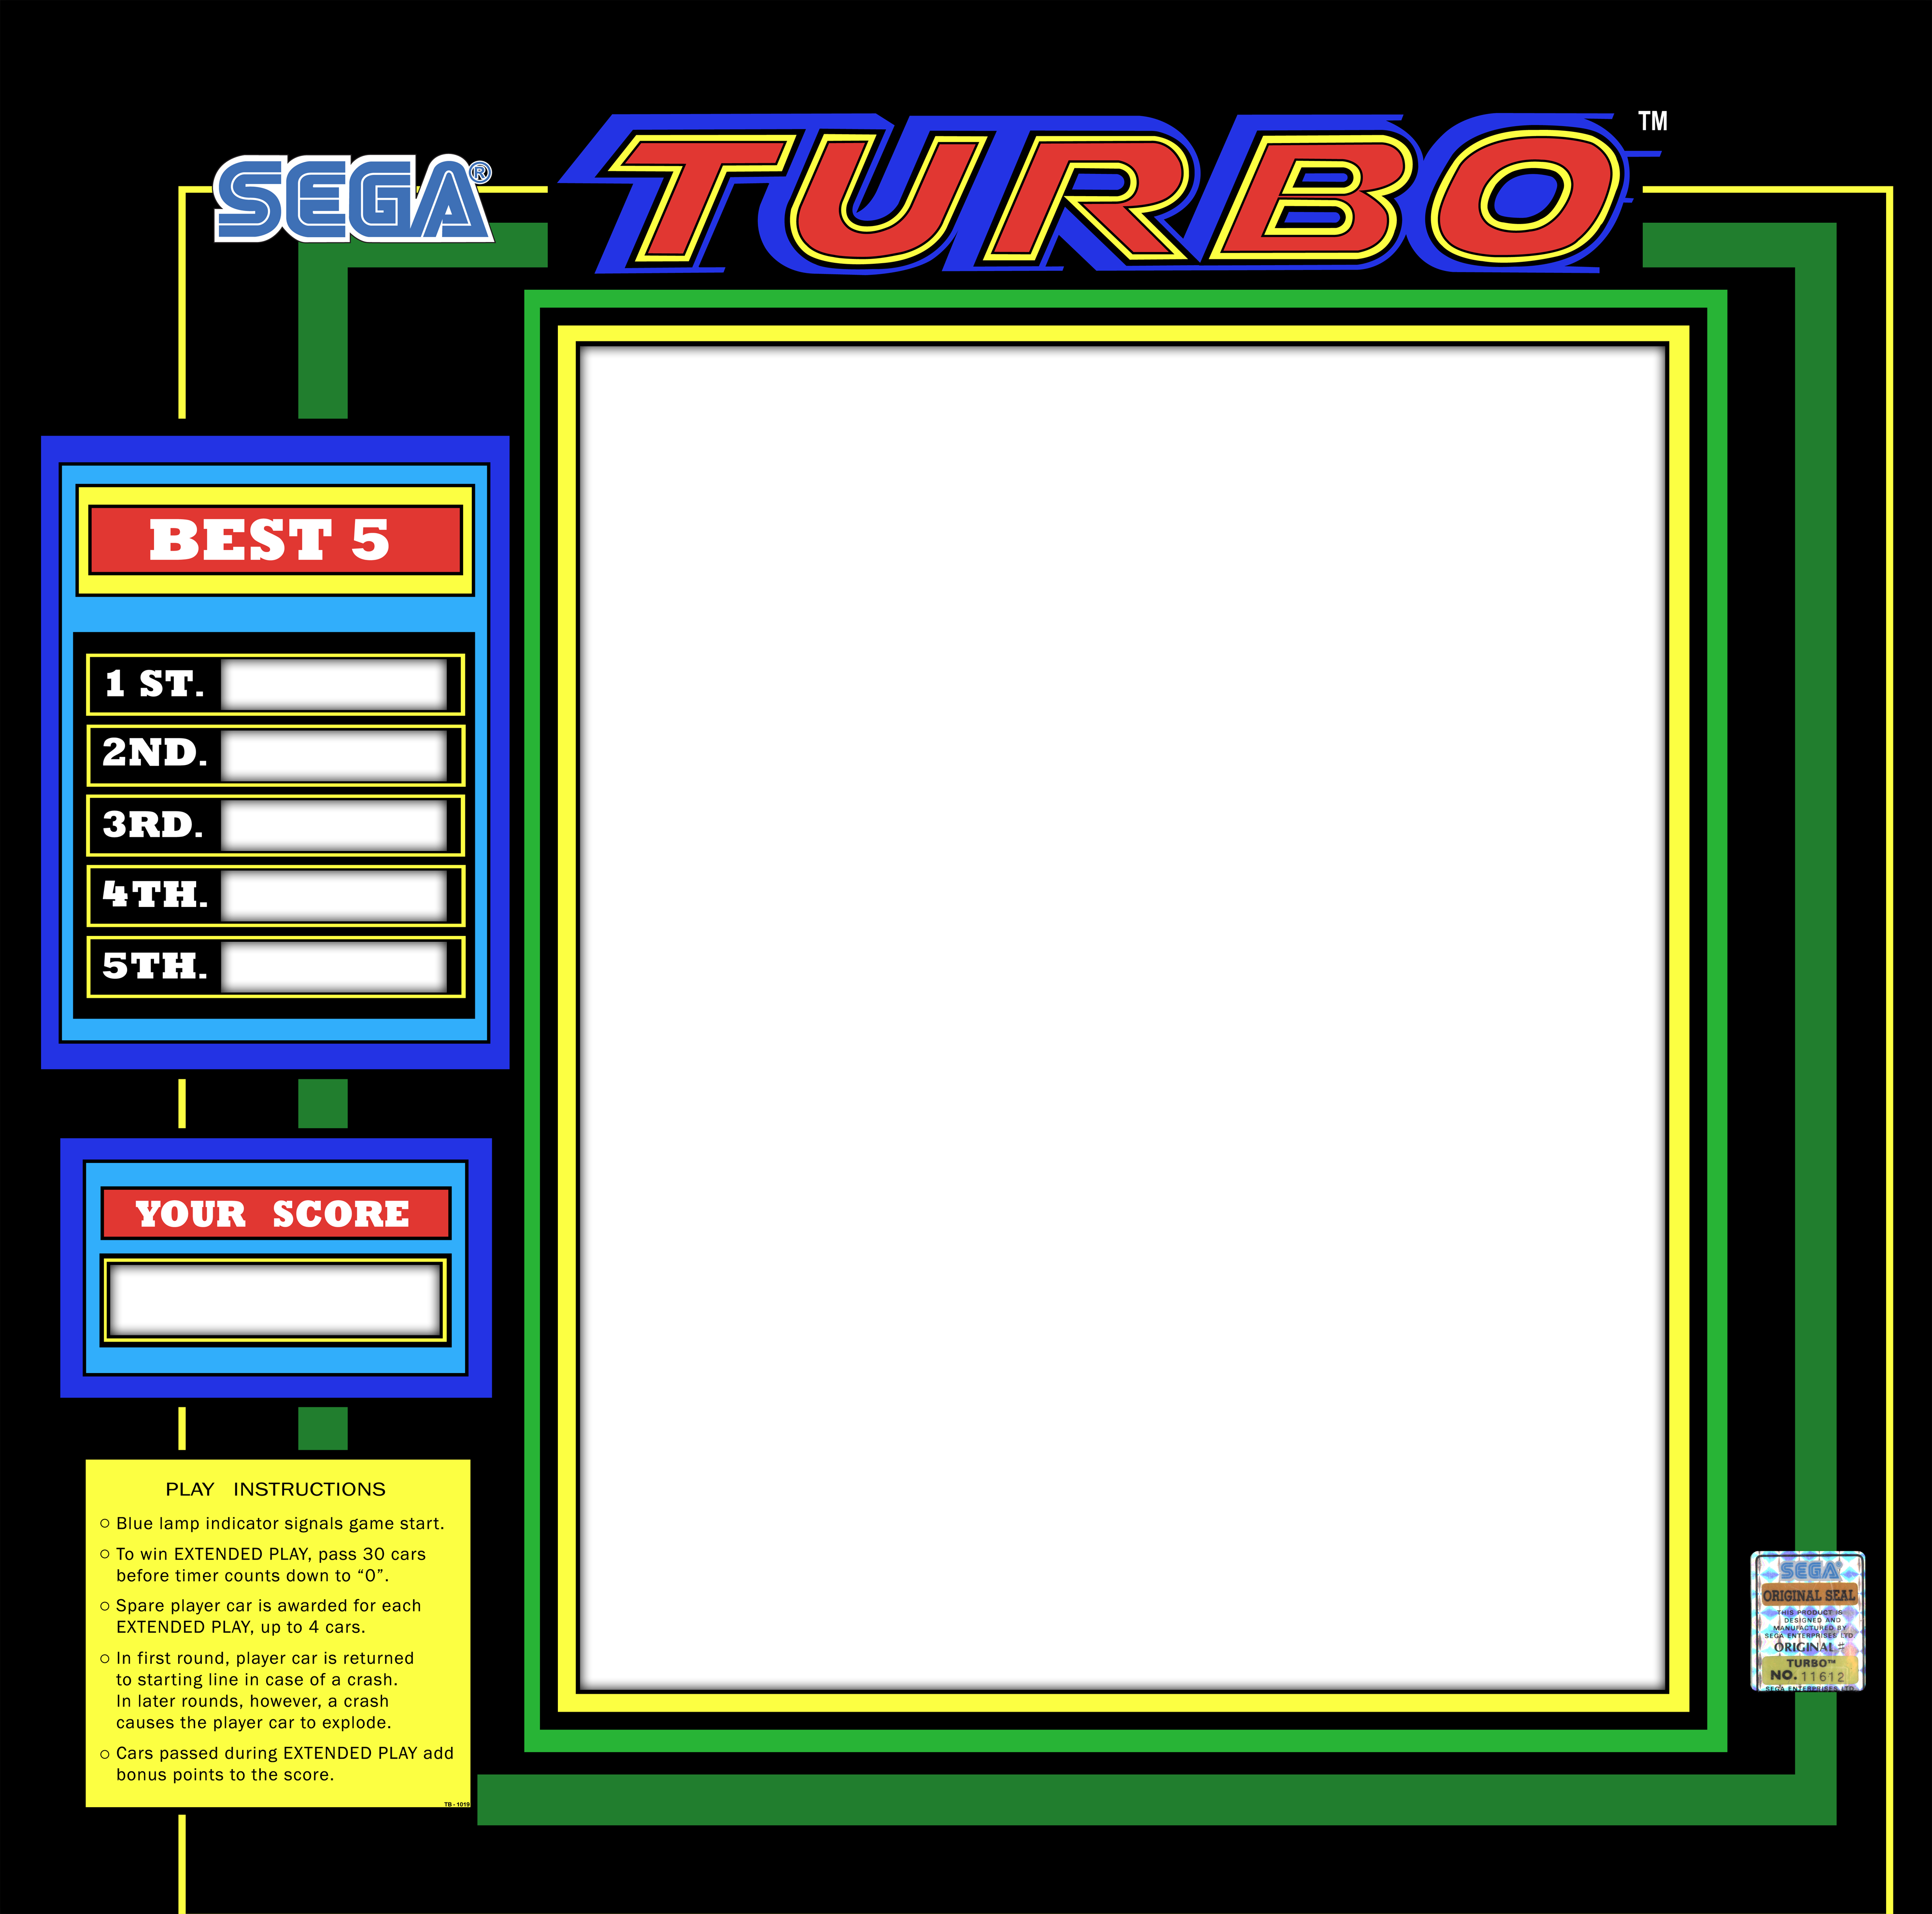 SEGA®
TURBO™
BEST 5
1 ST.
2ND.
3RD.
4TH.
5TH.
YOUR SCORE
PLAY INSTRUCTIONS
○ Blue lamp indicator signals game start.
○ To win EXTENDED PLAY, pass 30 cars
before timer counts down to “0”.
○ Spare player car is awarded for each
EXTENDED PLAY, up to 4 cars.
○ In first round, player car is returned
to starting line in case of a crash.
In later rounds, however, a crash
causes the player car to explode.
○ Cars passed during EXTENDED PLAY add
bonus points to the score.
TB-1019
SEGA®
ORIGINAL SEAL
THIS PRODUCT IS
DESIGNED AND
MANUFACTURED BY
SEGA ENTERPRISES LTD.
ORIGINAL #
TURBO™
NO. 11612
SEGA ENTERPRISES LTD.